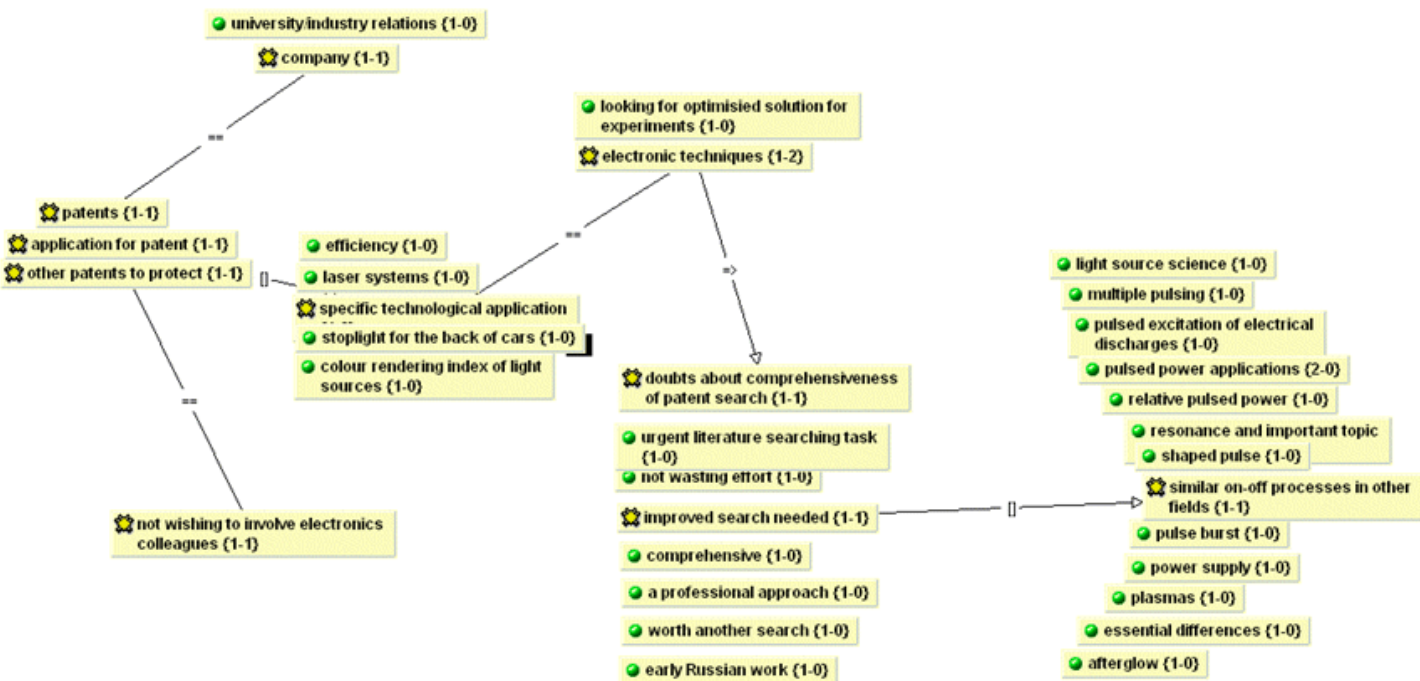 university/industry relations {1-0}
company {1-1}
==
looking for optimisied solution for
experiments {1-0}
electronic techniques {1-2}
patents {1-1}
application for patent {1-1}
other patents to protect {1-1}
[]
==
=>
efficiency {1-0}
laser systems {1-0}
specific technological application
stoplight for the back of cars {1-0}
colour rendering index of light
sources {1-0}
==
not wishing to involve electronics
colleagues {1-1}
doubts about comprehensiveness
of patent search {1-1}
urgent literature searching task
{1-0}
not wasting effort {1-0}
improved search needed {1-1}
[]
comprehensive {1-0}
a professional approach {1-0}
worth another search {1-0}
early Russian work {1-0}
light source science {1-0}
multiple pulsing {1-0}
pulsed excitation of electrical
discharges {1-0}
pulsed power applications {2-0}
relative pulsed power {1-0}
resonance and important topic
shaped pulse {1-0}
similar on-off processes in other
fields {1-1}
pulse burst {1-0}
power supply {1-0}
plasmas {1-0}
essential differences {1-0}
afterglow {1-0}